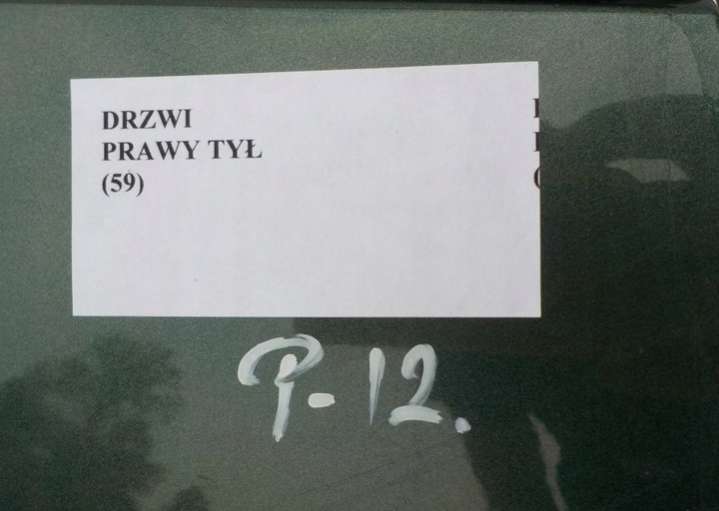 DRZWI
PRAWY TYŁ
(59)
P-12.